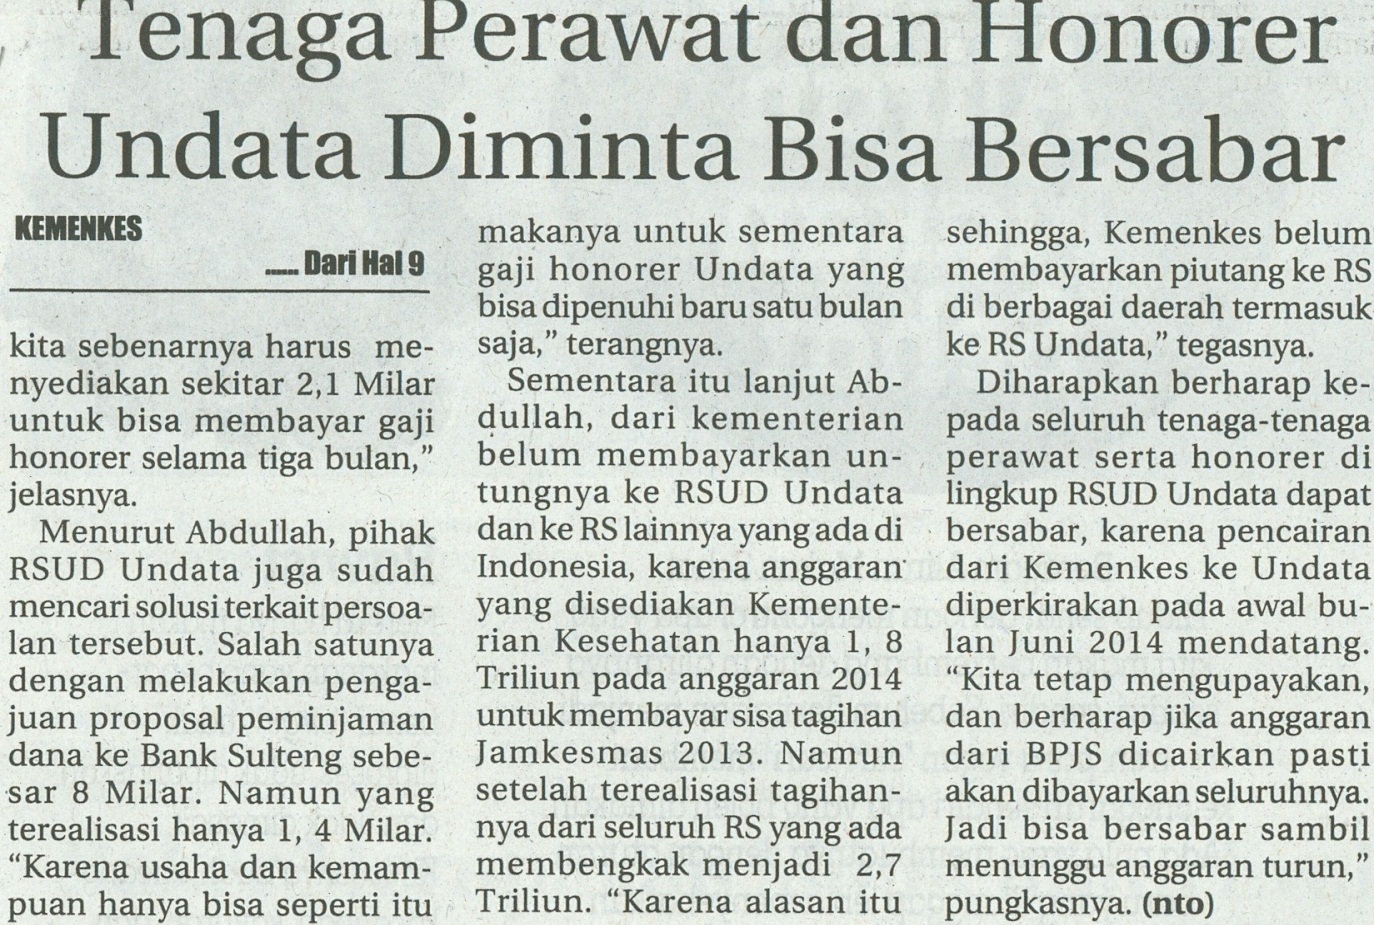 Tenaga Perawat dan Honorer
Undata Diminta Bisa Bersabar
KEMENKES
...... Dari Hal 9
kita sebenarnya harus me-
nyediakan sekitar 2,1 Milar
untuk bisa membayar gaji
honorer selama tiga bulan,"
jelasnya.
Menurut Abdullah, pihak
RSUD Undata juga sudah
mencari solusi terkait persoa-
lan tersebut. Salah satunya
dengan melakukan penga-
juan proposal peminjaman
dana ke Bank Sulteng sebe-
sar 8 Milar. Namun yang
terealisasi hanya 1, 4 Milar.
"Karena usaha dan kemam-
puan hanya bisa seperti itu
makanya untuk sementara
gaji honorer Undata yang
bisa dipenuhi baru satu bulan
saja," terangnya.
Sementara itu lanjut Ab-
dullah, dari kementerian
belum membayarkan un-
tungnya ke RSUD Undata
dan ke RS lainnya yang ada di
Indonesia, karena anggaran
yang disediakan Kemente-
rian Kesehatan hanya 1, 8
Triliun pada anggaran 2014
untuk membayar sisa tagihan
Jamkesmas 2013. Namun
setelah terealisasi tagihan-
nya dari seluruh RS yang ada
membengkak menjadi 2,7
Triliun. "Karena alasan itu
sehingga, Kemenkes belum
membayarkan piutang ke RS
di berbagai daerah termasuk
ke RS Undata," tegasnya.
Diharapkan berharap ke-
pada seluruh tenaga-tenaga
perawat serta honorer di
lingkup RSUD Undata dapat
bersabar, karena pencairan
dari Kemenkes ke Undata
diperkirakan pada awal bu-
lan Juni 2014 mendatang.
"Kita tetap mengupayakan,
dan berharap jika anggaran
dari BPJS dicairkan pasti
akan dibayarkan seluruhnya.
Jadi bisa bersabar sambil
menunggu anggaran turun,"
pungkasnya. (nto)